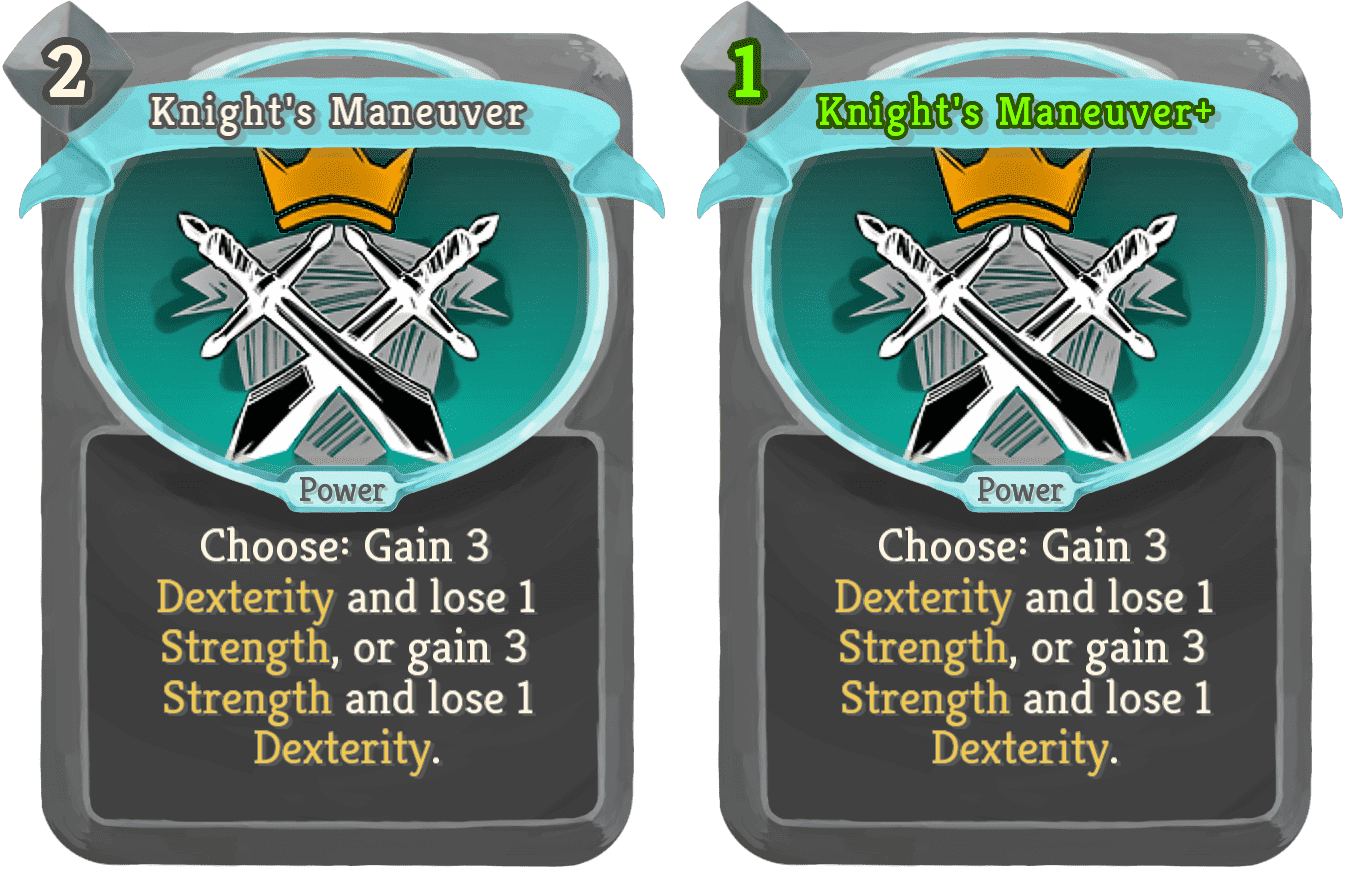 2
Knight's Maneuver
Power
Choose: Gain 3
Dexterity and lose 1
Strength, or gain 3
Strength and lose 1
Dexterity.
1
Knight's Maneuver+
Power
Choose: Gain 3
Dexterity and lose 1
Strength, or gain 3
Strength and lose 1
Dexterity.